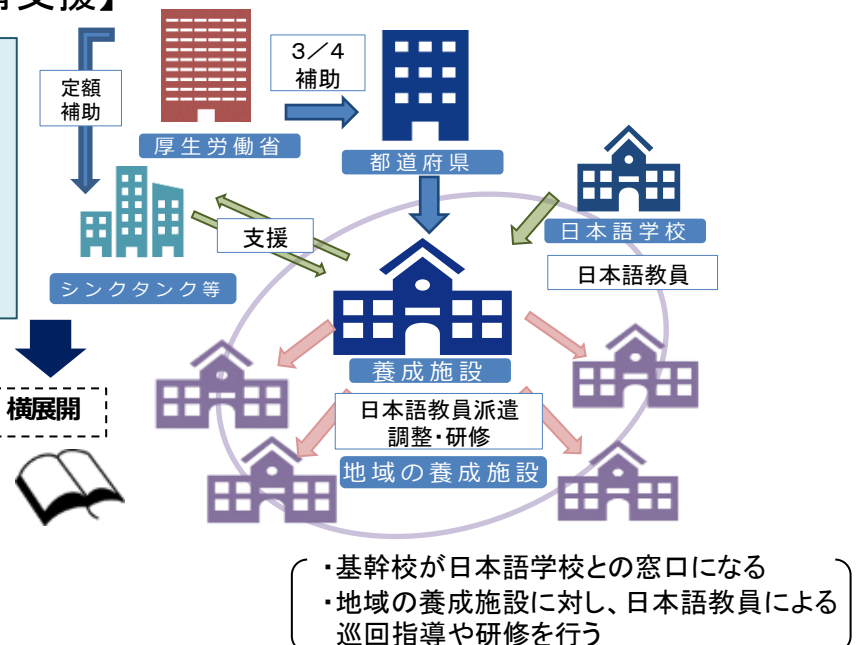 支援】
定額
補助
3／4
補助
厚生労働省
都道府県
支援
日本語学校
日本語教員
シンクタンク等
養成施設
横展開
日本語教員派遣
調整・研修
地域の養成施設
・基幹校が日本語学校との窓口になる
・地域の養成施設に対し、日本語教員による
巡回指導や研修を行う